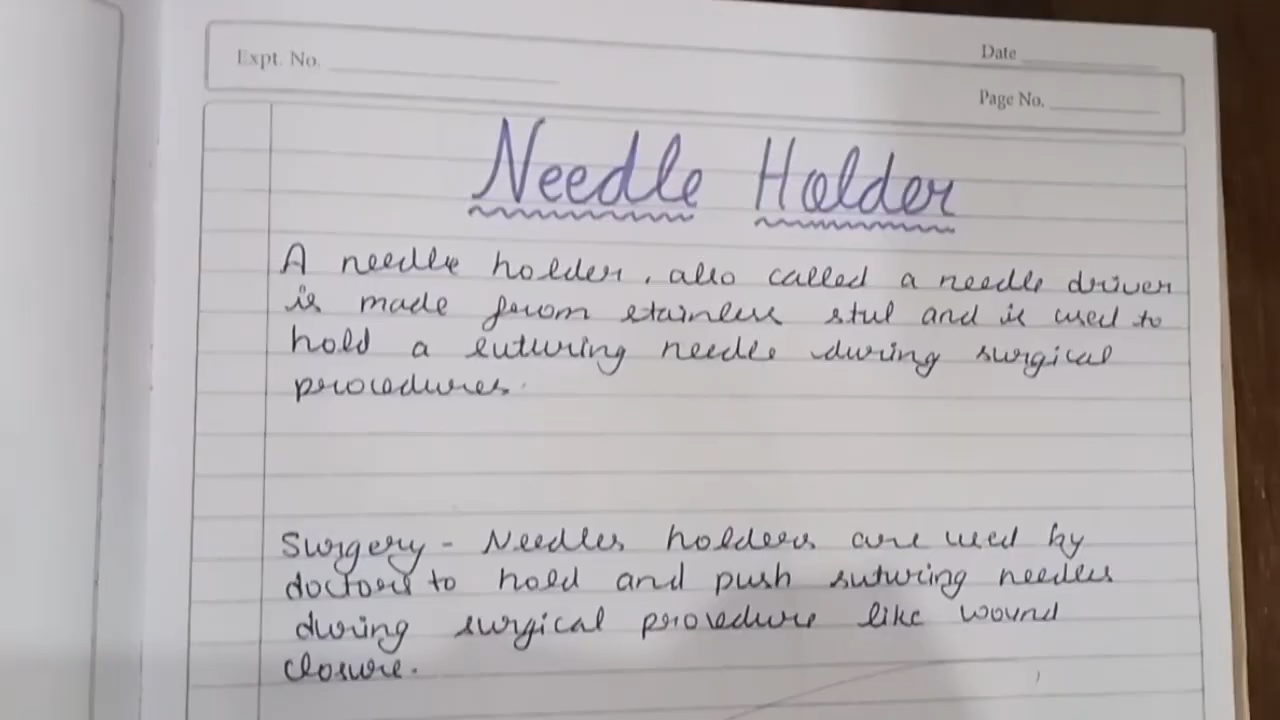 Expt. No.
Date
Page No.
Needle Holder
A needle holder, also called a needle driver
is made from stainless steel and is used to
hold a suturing needle during surgical
procedures.
Surgery - Needles holders are used by
doctors to hold and push suturing needles
during surgical procedure like wound
closure.